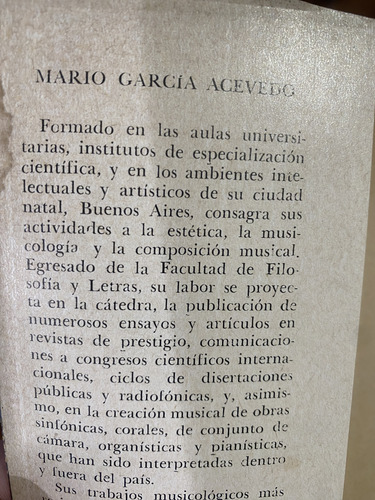 MARIO GARCÍA ACEVEDO
Formado en las aulas universi-
tarias, institutos de especialización
científica, y en los ambientes inte-
lectuales y artísticos de su ciudad
natal, Buenos Aires, consagra sus
actividades a la estética, la musi-
cología y la composición musical.
Egresado de la Facultad de Filo-
sofía y Letras, su labor se proyec-
ta en la cátedra, la publicación de
numerosos ensayos y artículos en
revistas de prestigio, comunicacio-
nes a congresos científicos interna-
cionales, ciclos de disertaciones
públicas y radiofónicas, y, asimis-
mo, en la creación musical de obras
sinfónicas, corales, de conjunto de
cámara, organísticas y pianísticas,
que han sido interpretadas dentro
y fuera del país.
Sus trabajos musicológicos más